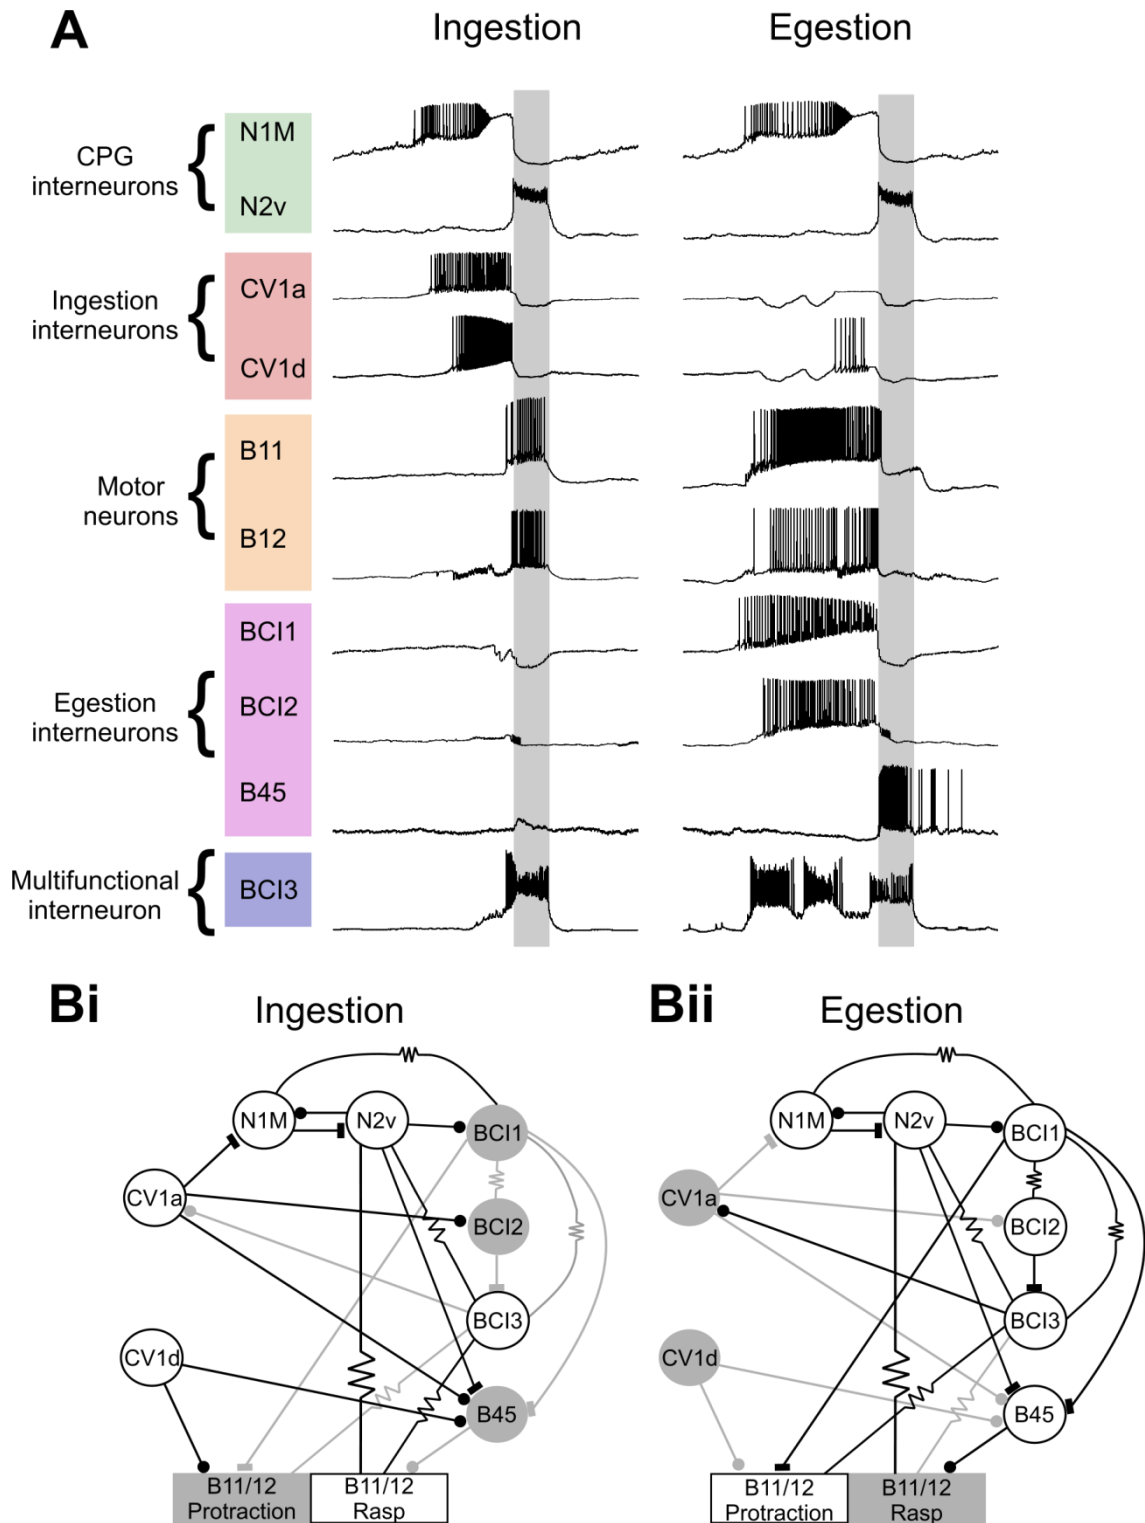 A
Ingestion
Egestion
CPG
interneurons
N1M
N2v
Ingestion
interneurons
CV1a
CV1d
Motor
neurons
B11
B12
BCI1
Egestion
interneurons
BCI2
B45
Multifunctional
interneuron
BCI3
Bi
Ingestion
N1M
N2v
BCI1
CV1a
BCI2
BCI3
CV1d
B45
B11/12
Protraction
B11/12
Rasp
Bii
Egestion
N1M
N2v
BCI1
CV1a
BCI2
BCI3
CV1d
B45
B11/12
Protraction
B11/12
Rasp